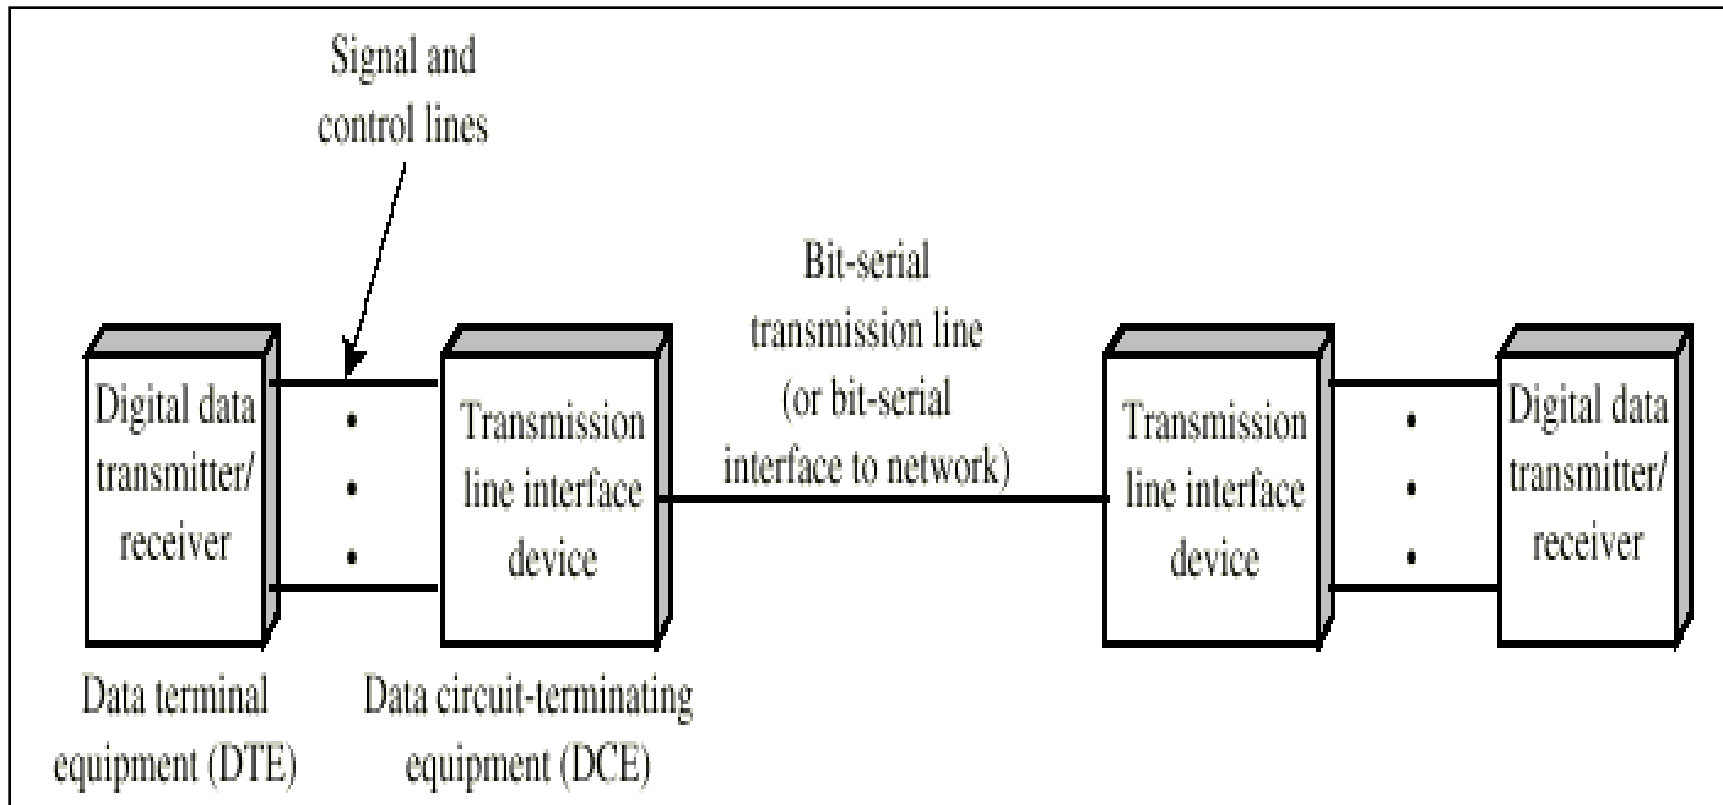 Signal and
control lines
Bit-serial
transmission line
(or bit-serial
interface to network)
Digital data
transmitter/
receiver
Transmission
line interface
device
Transmission
line interface
device
Digital data
transmitter/
receiver
Data terminal
equipment (DTE)
Data circuit-terminating
equipment (DCE)